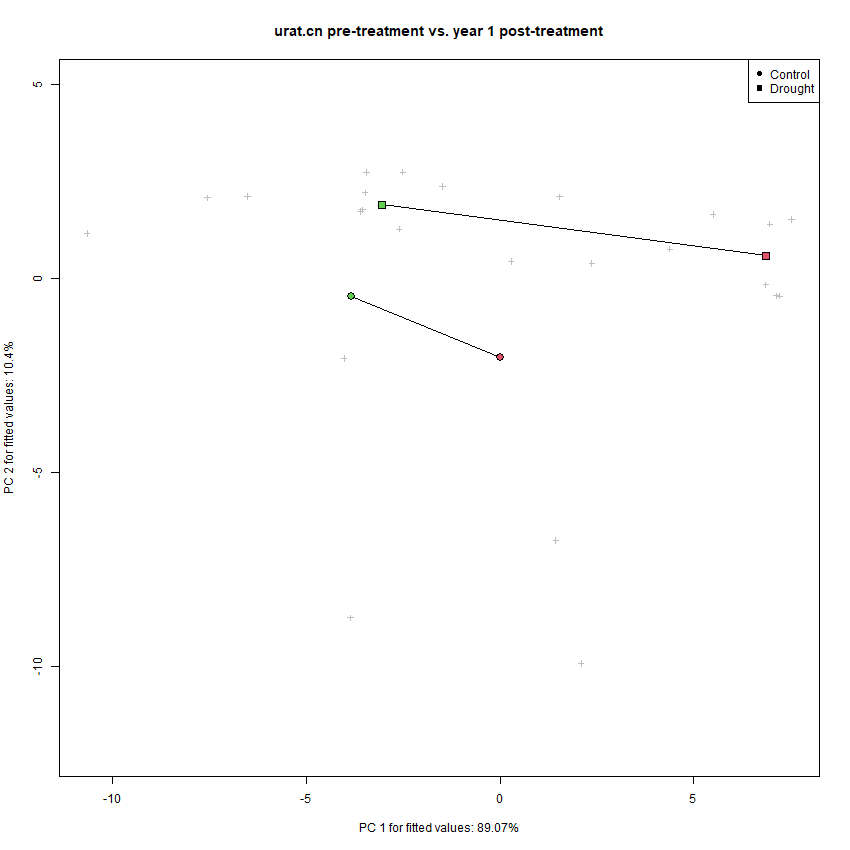 urat.cn pre-treatment vs. year 1 post-treatment
Control
Drought
5
0
-5
-10
PC 2 for fitted values: 10.4%
-10
-5
0
5
PC 1 for fitted values: 89.07%